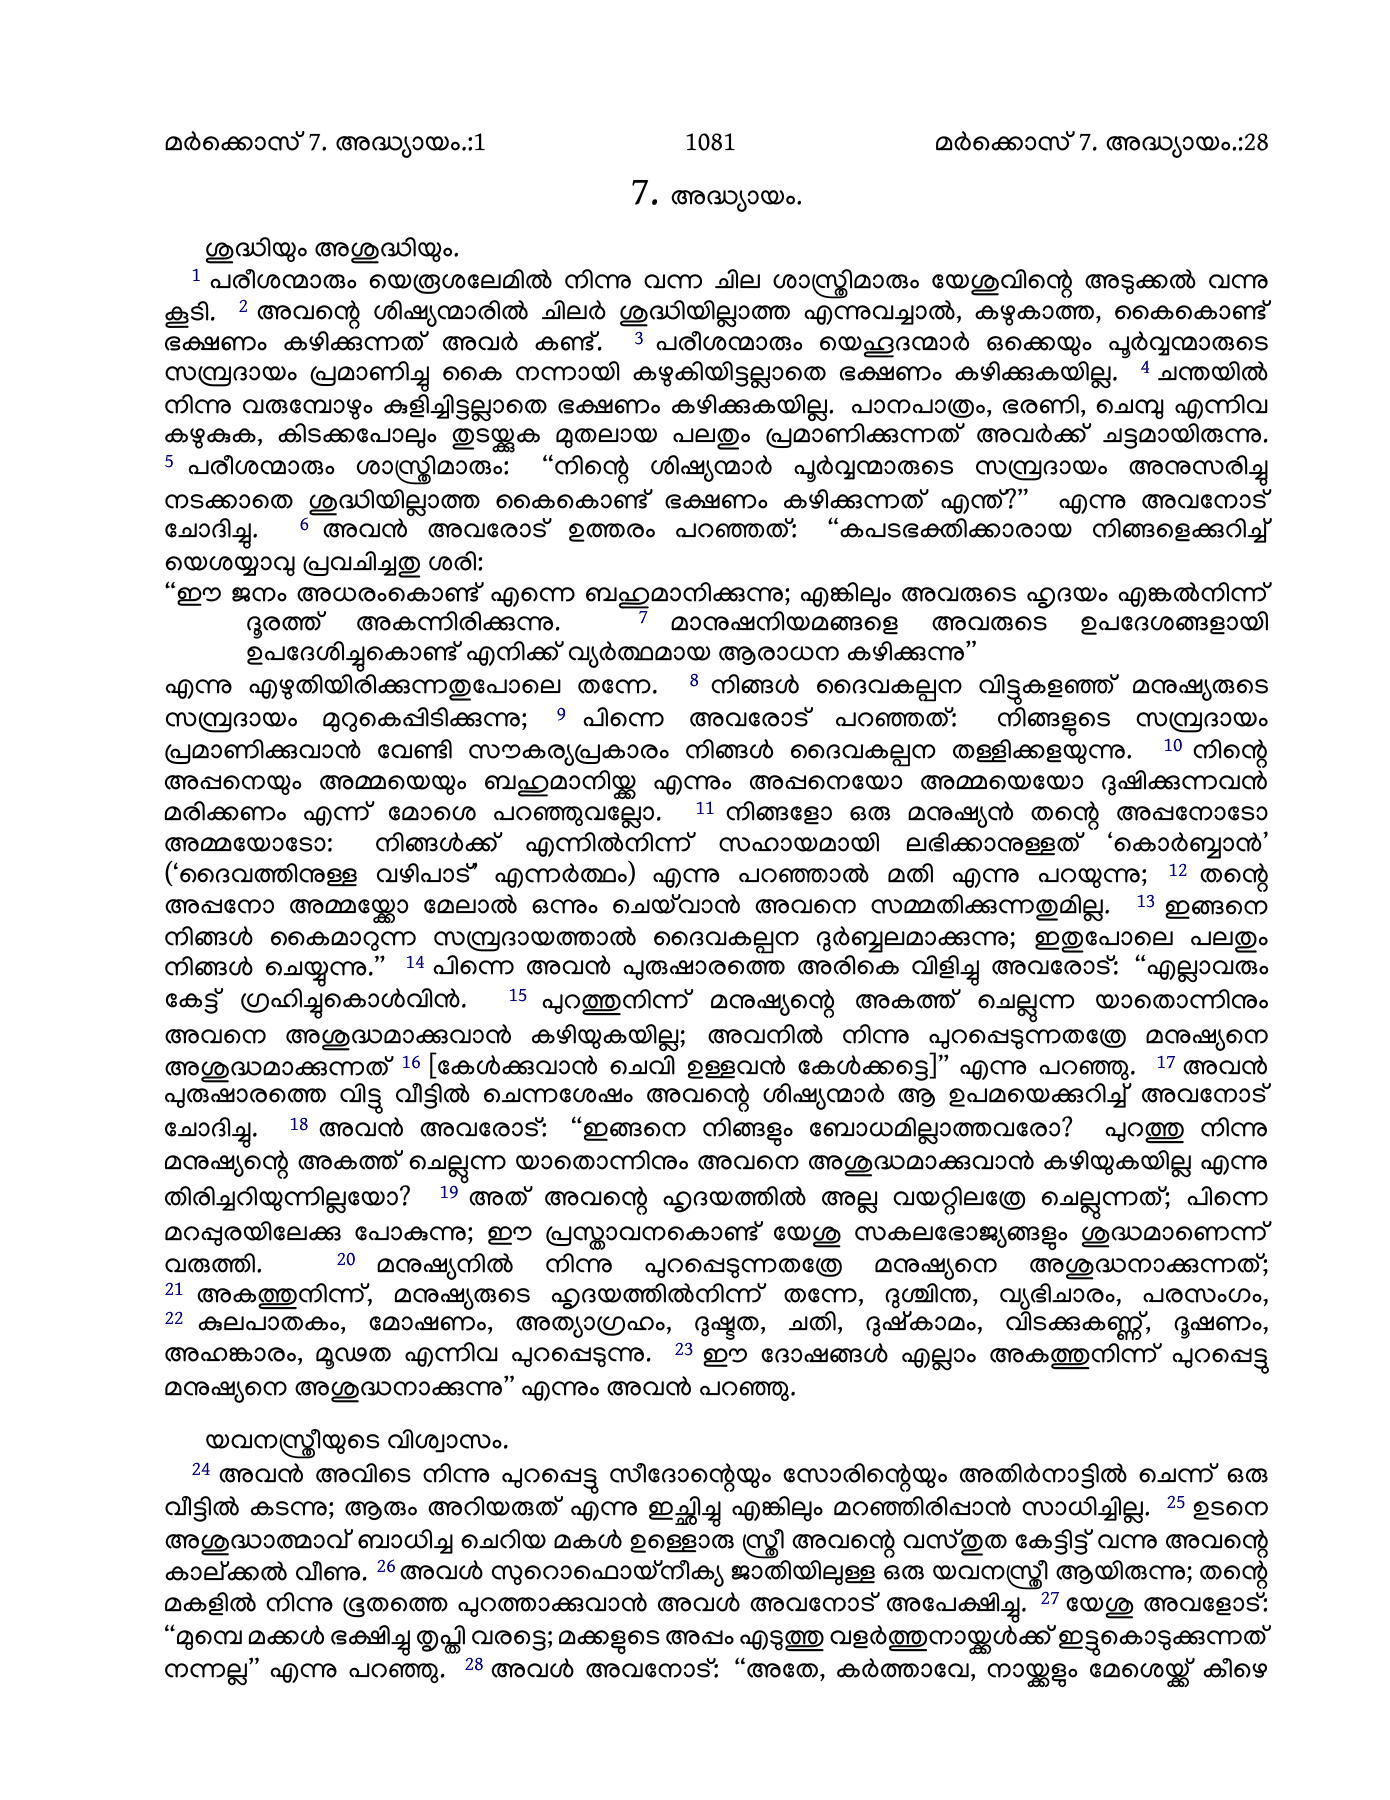 മർക്കൊസ് 7. അദ്ധ്യായം.:1 1081 മർക്കൊസ് 7. അദ്ധ്യായം.:28
7. അദ്ധ്യായം.
ശുദ്ധിയും അശുദ്ധിയും.
1 പരീശന്മാരും യെരൂശലേമിൽ നിന്നു വന്ന ചില ശാസ്ത്രിമാരും യേശുവിന്റെ അടുക്കൽ വന്നു
കൂടി. 2 അവന്റെ ശിഷ്യന്മാരിൽ ചിലർ ശുദ്ധിയില്ലാത്ത എന്നുവച്ചാൽ, കഴുകാത്ത, കൈകൊണ്ട്
ഭക്ഷണം കഴിക്കുന്നത് അവർ കണ്ട്. 3 പരീശന്മാരും യെഹൂദന്മാർ ഒക്കെയും പൂർവ്വന്മാരുടെ
സമ്പ്രദായം പ്രമാണിച്ചു കൈ നന്നായി കഴുകിയിട്ടല്ലാതെ ഭക്ഷണം കഴിക്കുകയില്ല. 4 ചന്തയിൽ
നിന്നു വരുമ്പോഴും കുളിച്ചിട്ടല്ലാതെ ഭക്ഷണം കഴിക്കുകയില്ല. പാനപാത്രം, ഭരണി, ചെമ്പു എന്നിവ
കഴുകുക, കിടക്കപോലും തുടയ്ക്കുക മുതലായ പലതും പ്രമാണിക്കുന്നത് അവർക്ക് ചട്ടമായിരുന്നു.
5 പരീശന്മാരും ശാസ്ത്രിമാരും: “നിന്റെ ശിഷ്യന്മാർ പൂർവ്വന്മാരുടെ സമ്പ്രദായം അനുസരിച്ചു
നടക്കാതെ ശുദ്ധിയില്ലാത്ത കൈകൊണ്ട് ഭക്ഷണം കഴിക്കുന്നത് എന്ത്?” എന്നു അവനോട്
ചോദിച്ചു. 6 അവൻ അവരോട് ഉത്തരം പറഞ്ഞത്: “കപടഭക്തിക്കാരായ നിങ്ങളെക്കുറിച്ച്
യെശയ്യാവു പ്രവചിച്ചതു ശരി:
“ഈ ജനം അധരംകൊണ്ട് എന്നെ ബഹുമാനിക്കുന്നു; എങ്കിലും അവരുടെ ഹൃദയം എങ്കൽനിന്ന്
ദൂരത്ത് അകന്നിരിക്കുന്നു. 7 മാനുഷനിയമങ്ങളെ അവരുടെ ഉപദേശങ്ങളായി
ഉപദേശിച്ചുകൊണ്ട് എനിക്ക് വ്യർത്ഥമായ ആരാധന കഴിക്കുന്നു”
എന്നു എഴുതിയിരിക്കുന്നതുപോലെ തന്നേ. 8 നിങ്ങൾ ദൈവകല്പന വിട്ടുകളഞ്ഞ് മനുഷ്യരുടെ
സമ്പ്രദായം മുറുകെപ്പിടിക്കുന്നു; 9 പിന്നെ അവരോട് പറഞ്ഞത്: നിങ്ങളുടെ സമ്പ്രദായം
പ്രമാണിക്കുവാൻ വേണ്ടി സൗകര്യപ്രകാരം നിങ്ങൾ ദൈവകല്പന തള്ളിക്കളയുന്നു. 10 നിന്റെ
അപ്പനെയും അമ്മയെയും ബഹുമാനിയ്ക്ക എന്നും അപ്പനെയോ അമ്മയെയോ ദുഷിക്കുന്നവൻ
മരിക്കണം എന്ന് മോശെ പറഞ്ഞുവല്ലോ. 11 നിങ്ങളോ ഒരു മനുഷ്യൻ തന്റെ അപ്പനോടോ
അമ്മയോടോ: നിങ്ങൾക്ക് എന്നിൽനിന്ന് സഹായമായി ലഭിക്കാനുള്ളത് ‘കൊർബ്ബാൻ’
(‘ദൈവത്തിനുള്ള വഴിപാട്’ എന്നർത്ഥം) എന്നു പറഞ്ഞാൽ മതി എന്നു പറയുന്നു; 12 തന്റെ
അപ്പനോ അമ്മയ്ക്കോ മേലാൽ ഒന്നും ചെയ്‌വാൻ അവനെ സമ്മതിക്കുന്നതുമില്ല. 13 ഇങ്ങനെ
നിങ്ങൾ കൈമാറുന്ന സമ്പ്രദായത്താൽ ദൈവകല്പന ദുർബ്ബലമാക്കുന്നു; ഇതുപോലെ പലതും
നിങ്ങൾ ചെയ്യുന്നു.” 14 പിന്നെ അവൻ പുരുഷാരത്തെ അരികെ വിളിച്ചു അവരോട്: “എല്ലാവരും
കേട്ട് ഗ്രഹിച്ചുകൊൾവിൻ. 15 പുറത്തുനിന്ന് മനുഷ്യന്റെ അകത്ത് ചെല്ലുന്ന യാതൊന്നിനും
അവനെ അശുദ്ധമാക്കുവാൻ കഴിയുകയില്ല; അവനിൽ നിന്നു പുറപ്പെടുന്നതത്രേ മനുഷ്യനെ
അശുദ്ധമാക്കുന്നത് 16 [കേൾക്കുവാൻ ചെവി ഉള്ളവൻ കേൾക്കട്ടെ]” എന്നു പറഞ്ഞു. 17 അവൻ
പുരുഷാരത്തെ വിട്ടു വീട്ടിൽ ചെന്നശേഷം അവന്റെ ശിഷ്യന്മാർ ആ ഉപമയെക്കുറിച്ച് അവനോട്
ചോദിച്ചു. 18 അവൻ അവരോട്: “ഇങ്ങനെ നിങ്ങളും ബോധമില്ലാത്തവരോ? പുറത്തു നിന്നു
മനുഷ്യന്റെ അകത്ത് ചെല്ലുന്ന യാതൊന്നിനും അവനെ അശുദ്ധമാക്കുവാൻ കഴിയുകയില്ല എന്നു
തിരിച്ചറിയുന്നില്ലയോ? 19 അത് അവന്റെ ഹൃദയത്തിൽ അല്ല വയറ്റിലത്രേ ചെല്ലുന്നത്; പിന്നെ
മറപ്പുരയിലേക്കു പോകുന്നു; ഈ പ്രസ്താവനകൊണ്ട് യേശു സകലഭോജ്യങ്ങളും ശുദ്ധമാണെന്ന്
വരുത്തി. 20 മനുഷ്യനിൽ നിന്നു പുറപ്പെടുന്നതത്രേ മനുഷ്യനെ അശുദ്ധനാക്കുന്നത്;
21 അകത്തുനിന്ന്, മനുഷ്യരുടെ ഹൃദയത്തിൽനിന്ന് തന്നേ, ദുശ്ചിന്ത, വ്യഭിചാരം, പരസംഗം,
22 കുലപാതകം, മോഷണം, അത്യാഗ്രഹം, ദുഷ്ടത, ചതി, ദുഷ്കാമം, വിടക്കുകണ്ണ്, ദൂഷണം,
അഹങ്കാരം, മൂഢത എന്നിവ പുറപ്പെടുന്നു. 23 ഈ ദോഷങ്ങൾ എല്ലാം അകത്തുനിന്ന് പുറപ്പെട്ടു
മനുഷ്യനെ അശുദ്ധനാക്കുന്നു” എന്നും അവൻ പറഞ്ഞു.
യവനസ്ത്രീയുടെ വിശ്വാസം.
24 അവൻ അവിടെ നിന്നു പുറപ്പെട്ടു സീദോന്റെയും സോരിന്റെയും അതിർനാട്ടിൽ ചെന്ന് ഒരു
വീട്ടിൽ കടന്നു; ആരും അറിയരുത് എന്നു ഇച്ഛിച്ചു എങ്കിലും മറഞ്ഞിരിപ്പാൻ സാധിച്ചില്ല. 25 ഉടനെ
അശുദ്ധാത്മാവ് ബാധിച്ച ചെറിയ മകൾ ഉള്ളൊരു സ്ത്രീ അവന്റെ വസ്തുത കേട്ടിട്ട് വന്നു അവന്റെ
കാല്ക്കൽ വീണു. 26 അവൾ സുറൊഫൊയ്നീക്യ ജാതിയിലുള്ള ഒരു യവനസ്ത്രീ ആയിരുന്നു; തന്റെ
മകളിൽ നിന്നു ഭൂതത്തെ പുറത്താക്കുവാൻ അവൾ അവനോട് അപേക്ഷിച്ചു. 27 യേശു അവളോട്:
“മുമ്പെ മക്കൾ ഭക്ഷിച്ചു തൃപ്തി വരട്ടെ; മക്കളുടെ അപ്പം എടുത്തു വളർത്തുനായ്ക്കൾക്ക് ഇട്ടുകൊടുക്കുന്നത്
നന്നല്ല” എന്നു പറഞ്ഞു. 28 അവൾ അവനോട്: “അതേ, കർത്താവേ, നായ്ക്കളും മേശെയ്ക്ക് കീഴെ